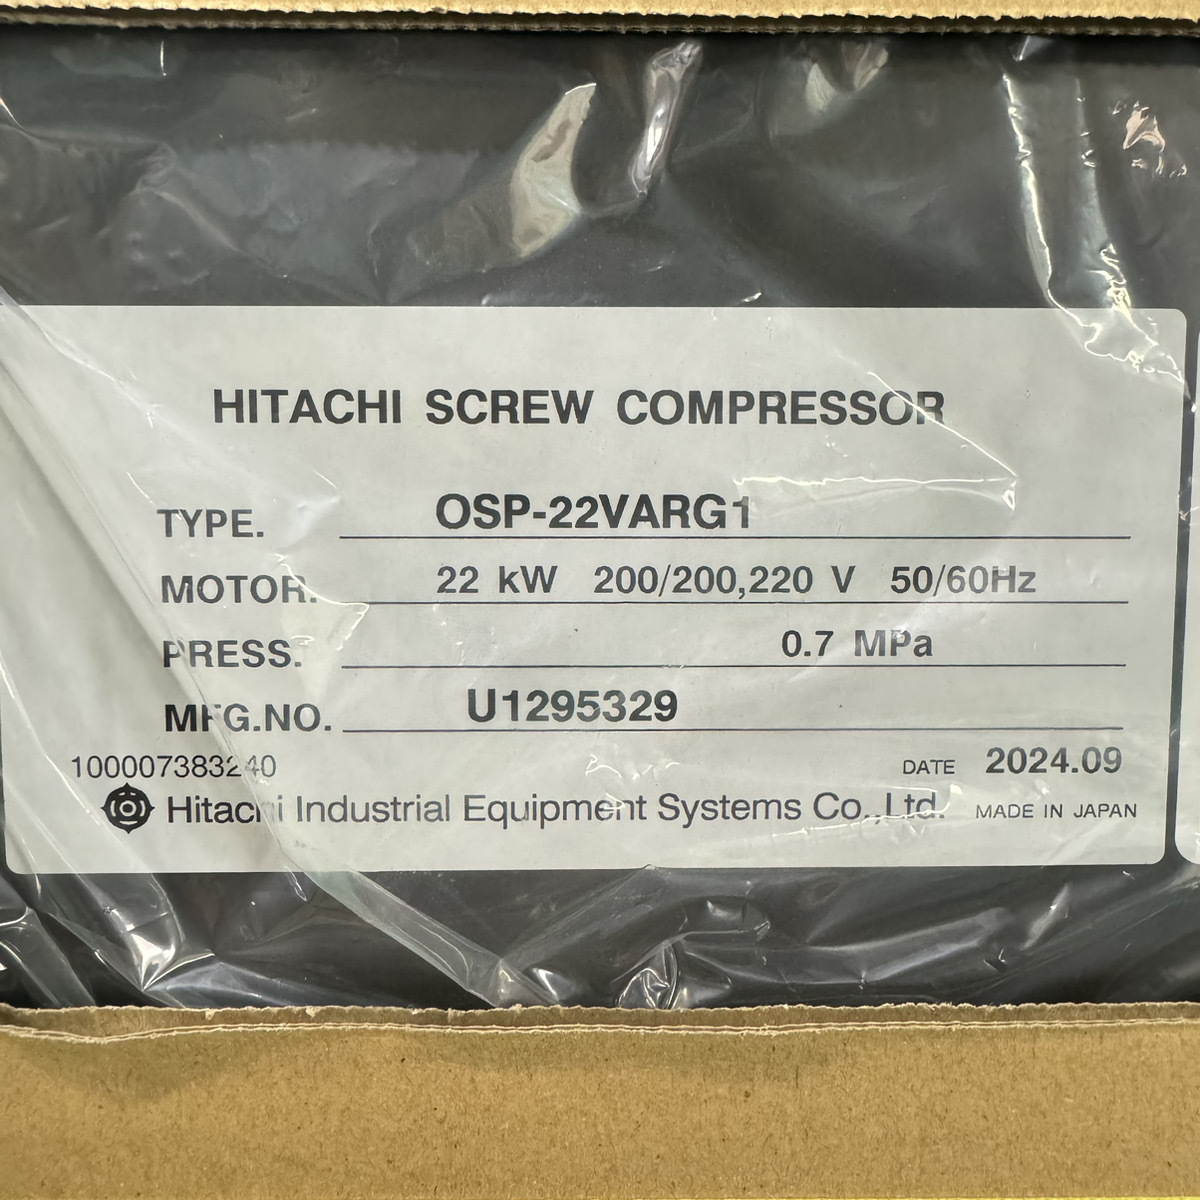 HITACHI SCREW COMPRESSOR
TYPE. OSP-22VARG1
MOTOR. 22 kW 200/200,220 V 50/60Hz
PRESS. 0.7 MPa
MFG.NO. U1295329
100007383240 DATE 2024.09
Hitachi Industrial Equipment Systems Co.,Ltd. MADE IN JAPAN